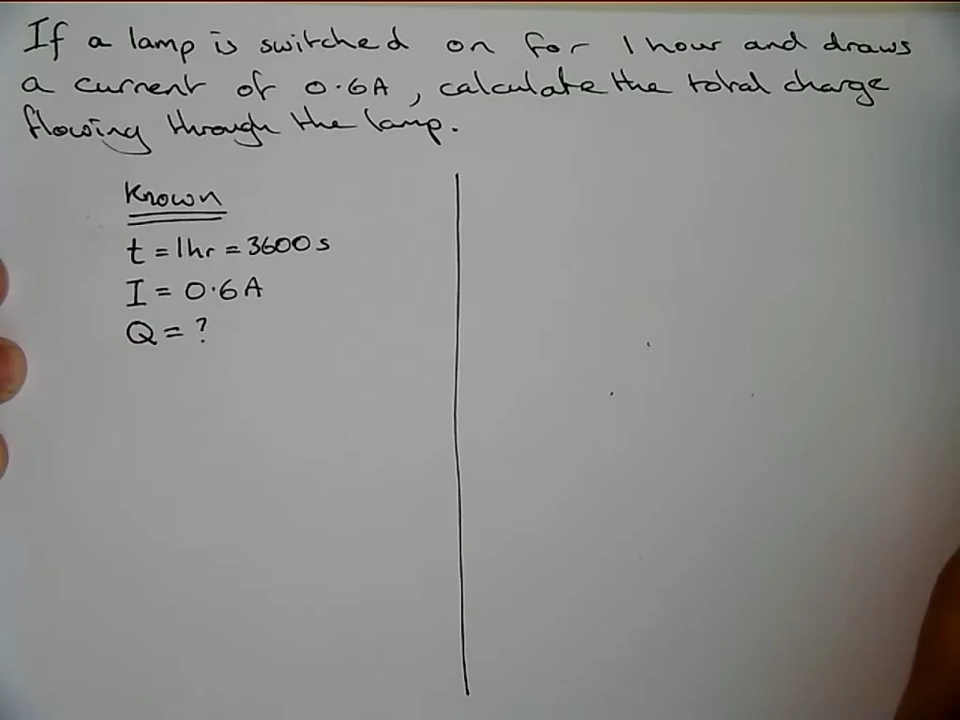 If a lamp is switched on for 1 hour and draws
a current of 0.6A, calculate the total charge
flowing through the lamp.
Known
t = 1hr = 3600s
I = 0.6A
Q = ?